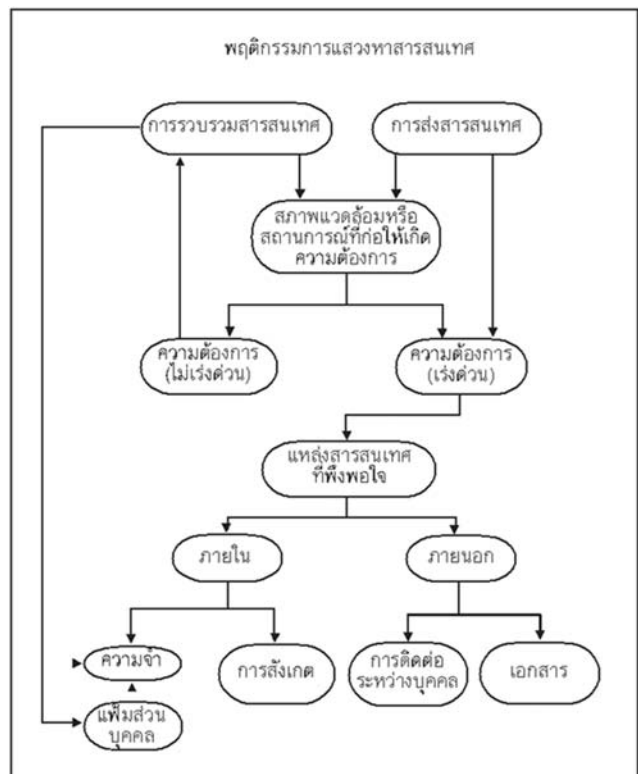 พฤติกรรมการแสวงหาสารสนเทศ
การรวบรวมสารสนเทศ
การส่งสารสนเทศ
สภาพแวดล้อมหรือ
สถานการณ์ที่ก่อให้เกิด
ความต้องการ
ความต้องการ
(ไม่เร่งด่วน)
ความต้องการ
(เร่งด่วน)
แหล่งสารสนเทศ
ที่พึงพอใจ
ภายใน
ภายนอก
ความจำ
การสังเกต
การติดต่อ
ระหว่างบุคคล
เอกสาร
แฟ้มส่วน
บุคคล